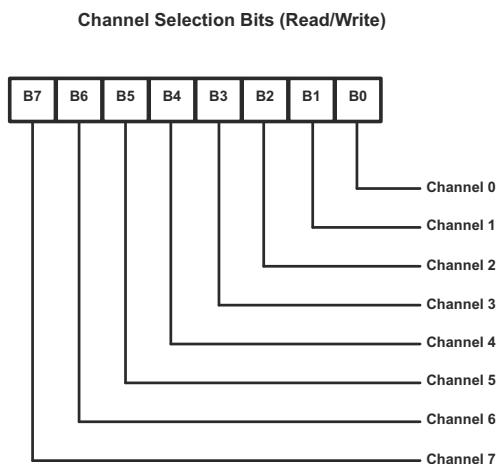 Channel Selection Bits (Read/Write)
B7 B6 B5 B4 B3 B2 B1 B0
Channel 0
Channel 1
Channel 2
Channel 3
Channel 4
Channel 5
Channel 6
Channel 7